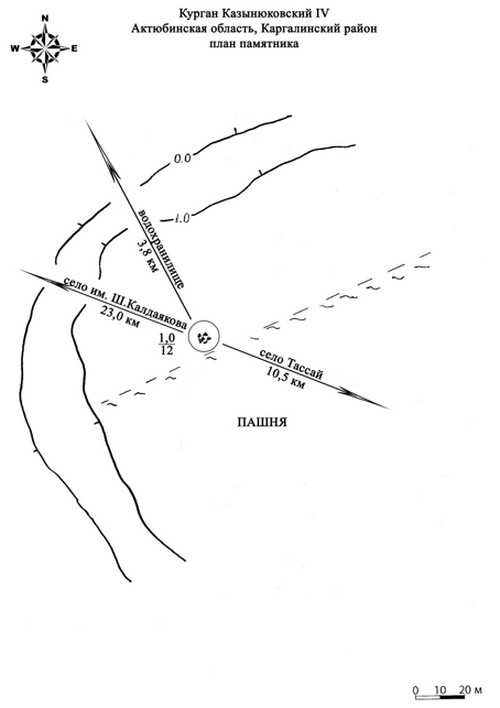 Курган Казынюковский IV
Актюбинская область, Каргалинский район
план памятника
N
W
E
S
0.0
1.0
водохранилище
3,8 км
село им. Ш.Калдаякова
23,0 км
1,0
12
село Тассай
10,5 км
ПАШНЯ
0 10 20 м